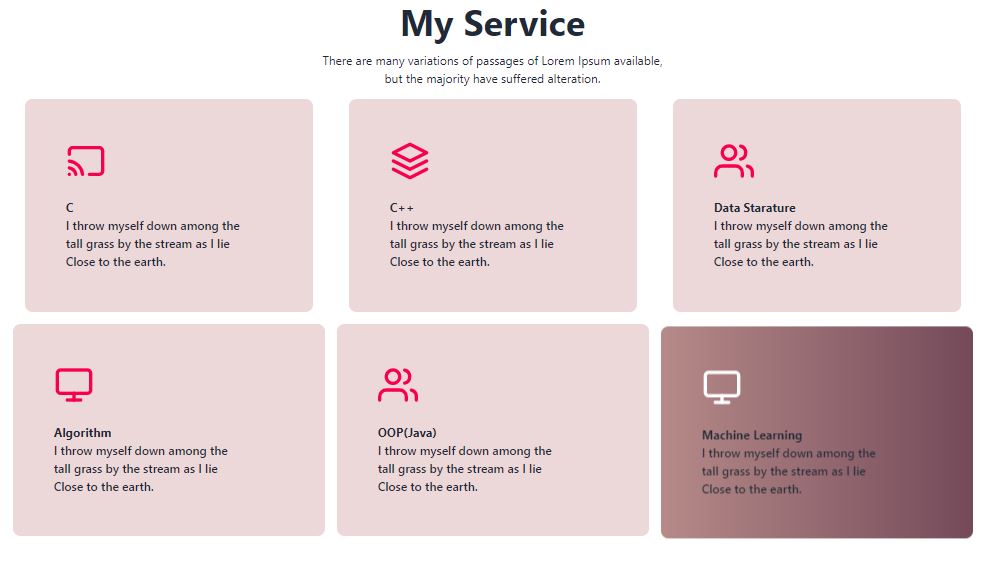 My Service
There are many variations of passages of Lorem Ipsum available,
but the majority have suffered alteration.
C
I throw myself down among the
tall grass by the stream as I lie
Close to the earth.
C++
I throw myself down among the
tall grass by the stream as I lie
Close to the earth.
Data Starature
I throw myself down among the
tall grass by the stream as I lie
Close to the earth.
Algorithm
I throw myself down among the
tall grass by the stream as I lie
Close to the earth.
OOP(Java)
I throw myself down among the
tall grass by the stream as I lie
Close to the earth.
Machine Learning
I throw myself down among the
tall grass by the stream as I lie
Close to the earth.